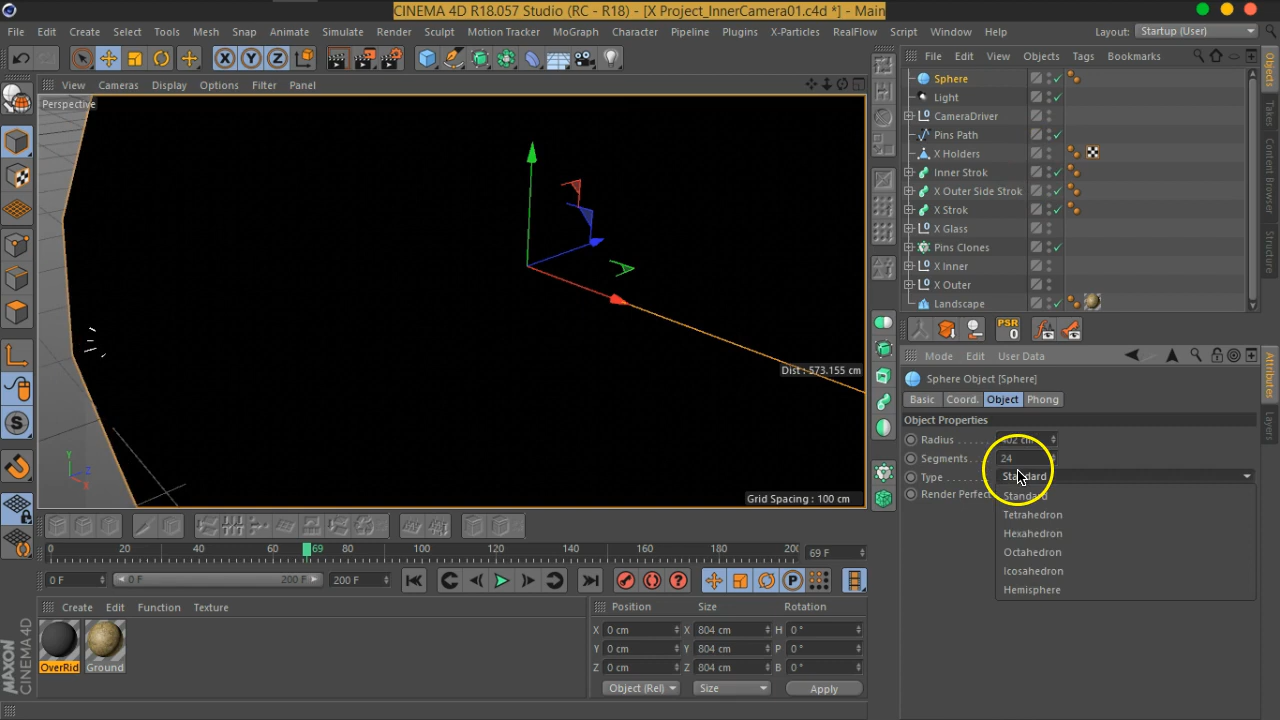 CINEMA 4D R18.057 Studio (RC - R18) - [X Project_InnerCamera01.c4d *] - Main
File Edit Create Select Tools Mesh Snap Animate Simulate Render Sculpt Motion Tracker MoGraph Character Pipeline Plugins X-Particles RealFlow Script Window Help Layout: Startup (User)
X Y Z
PSR
0
View Cameras Display Options Filter Panel
Perspective
Dist : 573.155 cm
Grid Spacing : 100 cm
Y
Z
X
S
File Edit View Objects Tags Bookmarks
Sphere
Light
CameraDriver
Pins Path
X Holders
Inner Strok
X Outer Side Strok
X Strok
X Glass
Pins Clones
X Inner
X Outer
Landscape
Objects
Takes
Content Browser
Structure
Mode Edit User Data
Sphere Object [Sphere]
Basic Coord. Object Phong
Object Properties
Radius . . . . . . 402 cm
Segments . . . 24
Type . . . . . . . . Standard
Render Perfect
Standard
Tetrahedron
Hexahedron
Octahedron
Icosahedron
Hemisphere
Attributes
Layers
0 20 40 60 69 80 100 120 140 160 180 200 69 F
0 F 0 F 200 F 200 F
P
Create Edit Function Texture
OverRid Ground
Position Size Rotation
X 0 cm X 804 cm H 0 °
Y 0 cm Y 804 cm P 0 °
Z 0 cm Z 804 cm B 0 °
Object (Rel) Size Apply
MAXON
CINEMA 4D